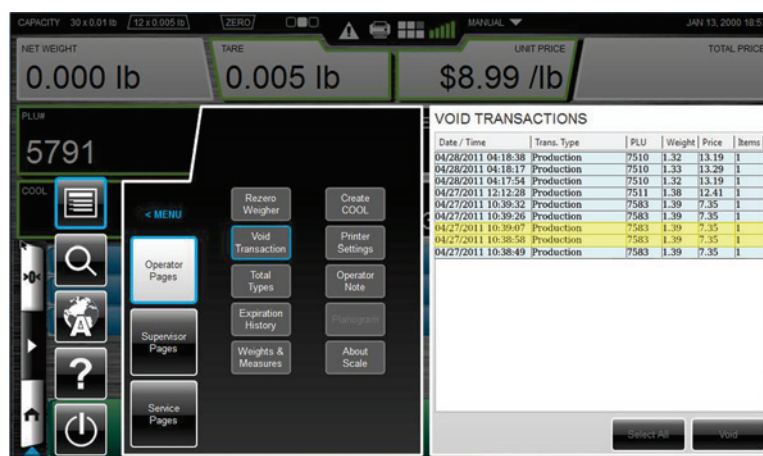 CAPACITY 30 x 0.01 lb 12 x 0.005 lb ZERO MANUAL JAN 13, 2000 18:5
NET WEIGHT TARE UNIT PRICE TOTAL PRICE
0.000 lb 0.005 lb $8.99 /lb
PLU#
5791
COOL
>0<
A
?
< MENU
Operator
Pages
Supervisor
Pages
Service
Pages
Rezero
Weigher
Create
COOL
Void
Transaction
Printer
Settings
Total
Types
Operator
Note
Expiration
History
Planogram
Weights &
Measures
About
Scale
VOID TRANSACTIONS
Date / Time Trans. Type PLU Weight Price Items
04/28/2011 04:18:38 Production 7510 1.32 13.19 1
04/28/2011 04:18:17 Production 7510 1.33 13.29 1
04/28/2011 04:17:54 Production 7510 1.32 13.19 1
04/27/2011 12:12:28 Production 7511 1.38 12.41 1
04/27/2011 10:39:32 Production 7583 1.39 7.35 1
04/27/2011 10:39:26 Production 7583 1.39 7.35 1
04/27/2011 10:39:07 Production 7583 1.39 7.35 1
04/27/2011 10:38:58 Production 7583 1.39 7.35 1
04/27/2011 10:38:49 Production 7583 1.39 7.35 1
Select All Void